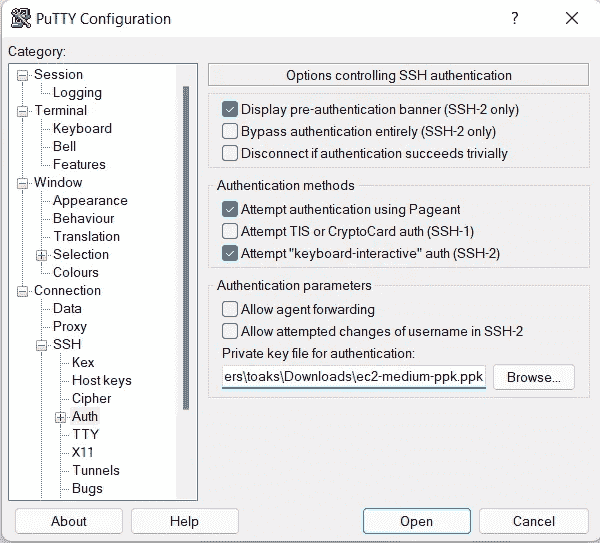 PuTTY Configuration
?
Category:
Session
Logging
Terminal
Keyboard
Bell
Features
Window
Appearance
Behaviour
Translation
Selection
Colours
Connection
Data
Proxy
SSH
Kex
Host keys
Cipher
Auth
TTY
X11
Tunnels
Bugs
Options controlling SSH authentication
Display pre-authentication banner (SSH-2 only)
Bypass authentication entirely (SSH-2 only)
Disconnect if authentication succeeds trivially
Authentication methods
Attempt authentication using Pageant
Attempt TIS or CryptoCard auth (SSH-1)
Attempt "keyboard-interactive" auth (SSH-2)
Authentication parameters
Allow agent forwarding
Allow attempted changes of username in SSH-2
Private key file for authentication:
ers\toaks\Downloads\ec2-medium-ppk.ppk Browse...
About Help Open Cancel